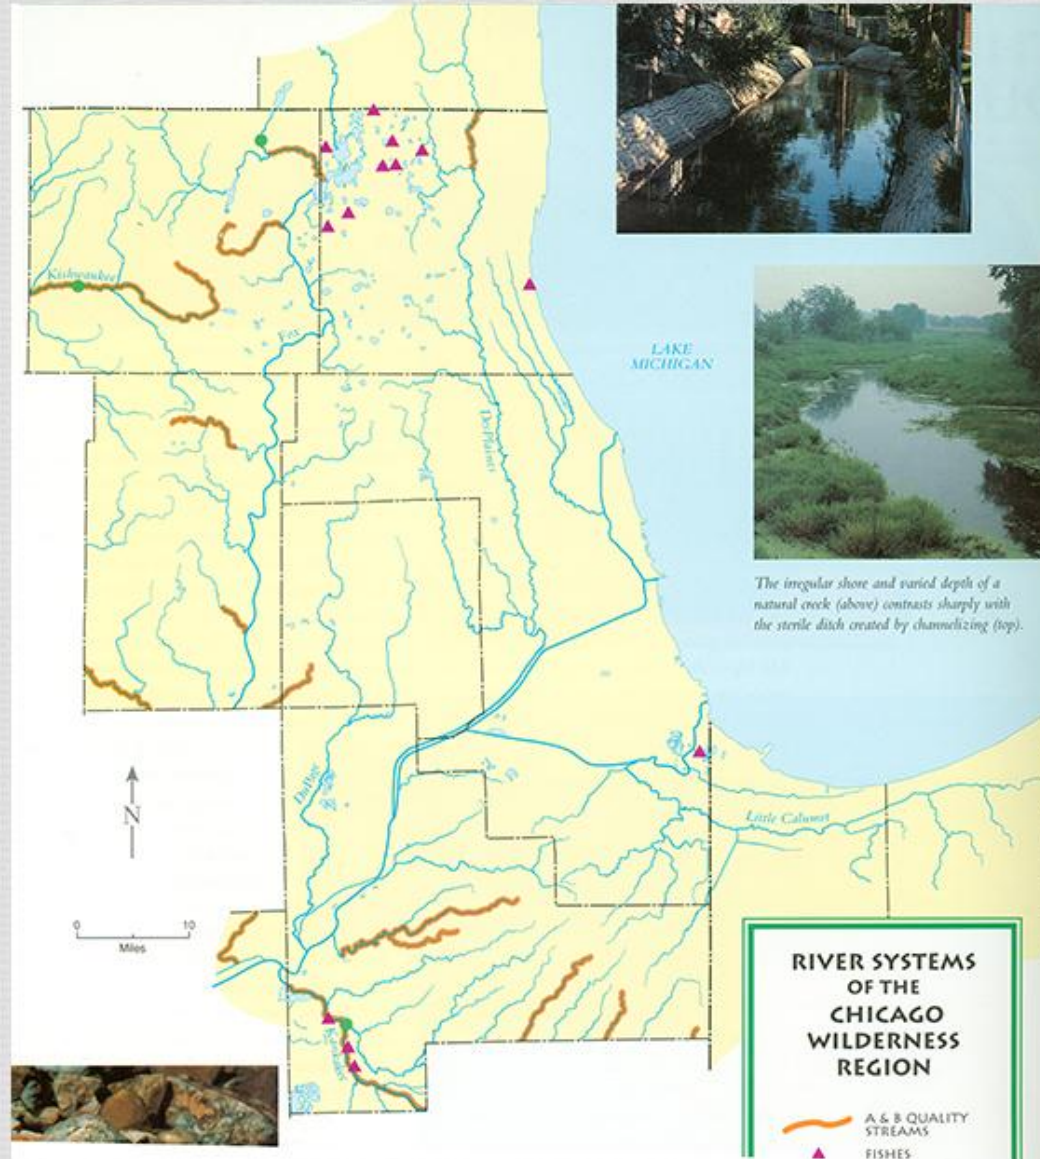 Kishwaukee
Fox
DesPlaines
LAKE
MICHIGAN
The irregular shore and varied depth of a
natural creek (above) contrasts sharply with
the sterile ditch created by channelizing (top).
N
DuPage
Little Calumet
0 10
Miles
Kankakee
RIVER SYSTEMS
OF THE
CHICAGO
WILDERNESS
REGION
A & B QUALITY
STREAMS
FISHES